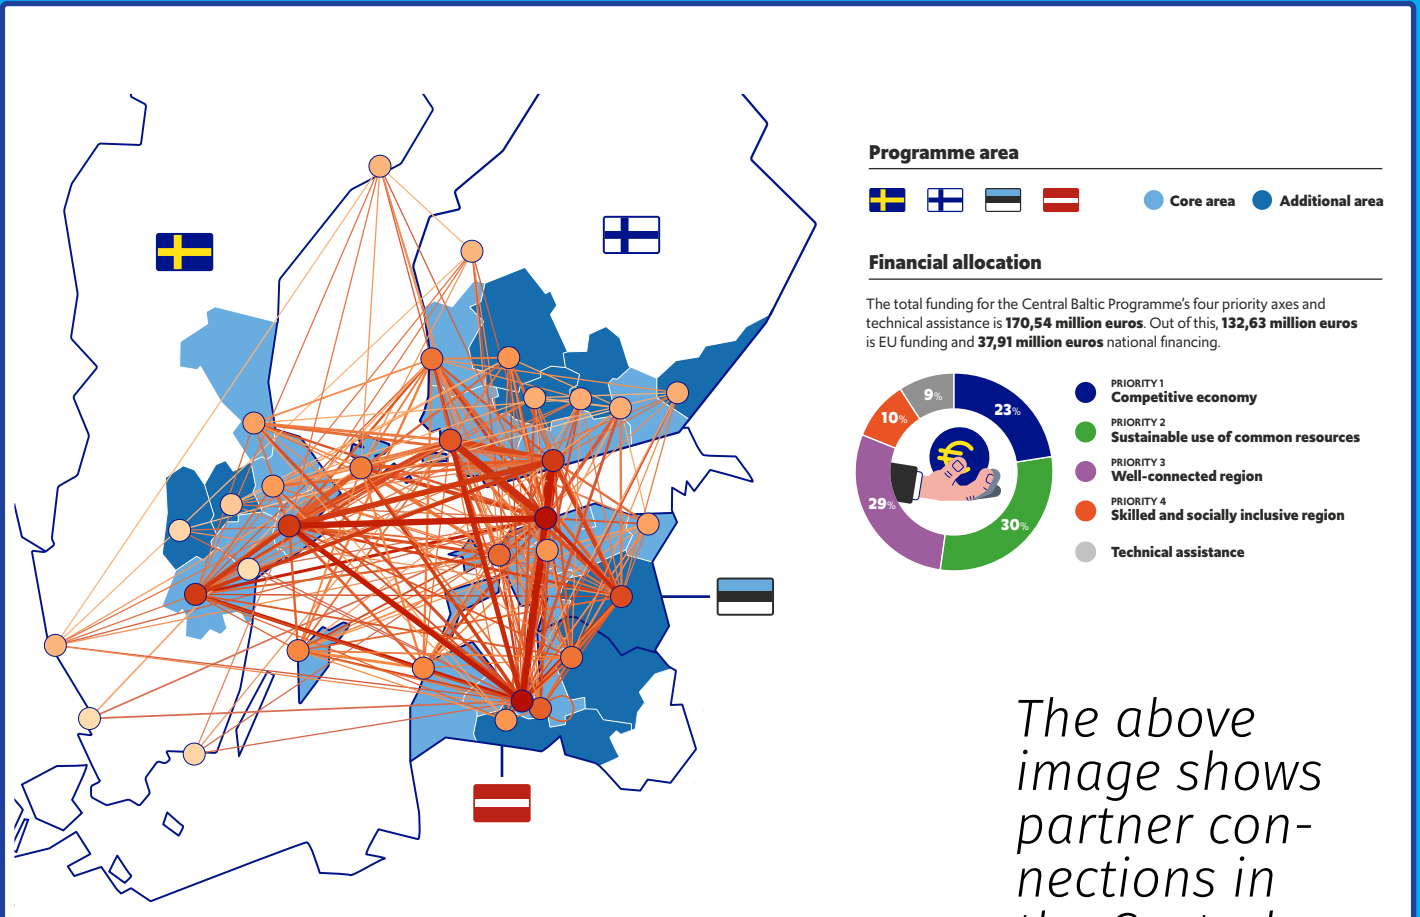 Programme area
Core area
Additional area
Financial allocation
The total funding for the Central Baltic Programme's four priority axes and
technical assistance is 170,54 million euros. Out of this, 132,63 million euros
is EU funding and 37,91 million euros national financing.
9%
23%
10%
29%
30%
PRIORITY 1
Competitive economy
PRIORITY 2
Sustainable use of common resources
PRIORITY 3
Well-connected region
PRIORITY 4
Skilled and socially inclusive region
Technical assistance
The above
image shows
partner con-
nections in